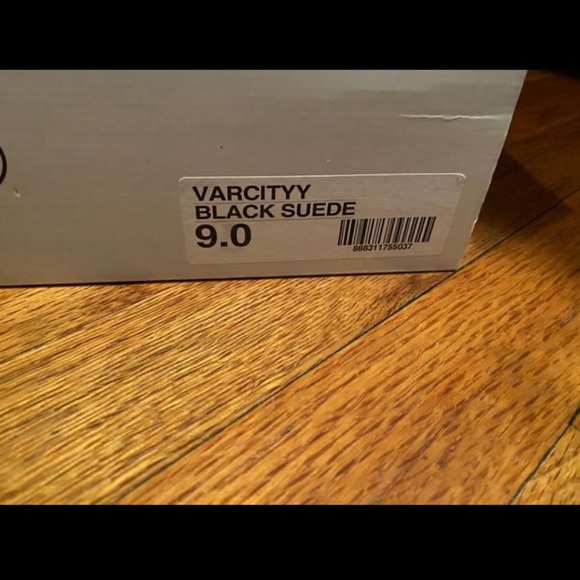 VARCITYY
BLACK SUEDE
9.0
888311755037